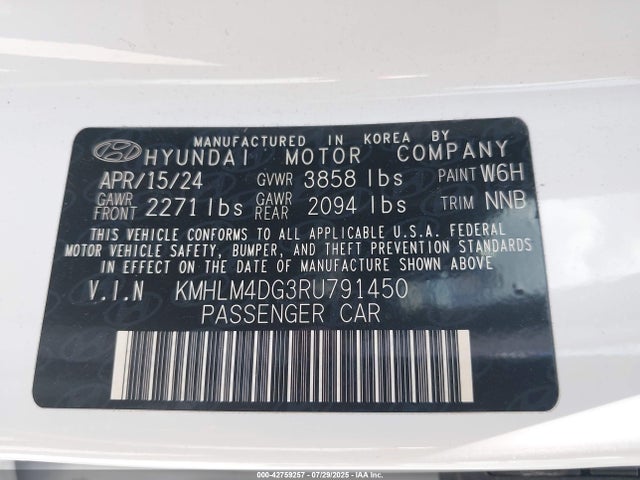 MANUFACTURED IN KOREA BY
HYUNDAI MOTOR COMPANY
APR/15/24 GVWR 3858 lbs PAINT W6H
GAWR FRONT 2271 lbs GAWR REAR 2094 lbs TRIM NNB
THIS VEHICLE CONFORMS TO ALL APPLICABLE U.S.A. FEDERAL
MOTOR VEHICLE SAFETY, BUMPER, AND THEFT PREVENTION STANDARDS
IN EFFECT ON THE DATE OF MANUFACTURE SHOWN ABOVE.
V.I.N KMHLM4DG3RU791450
PASSENGER CAR
000-42759257 07/29/2025 IAA Inc.